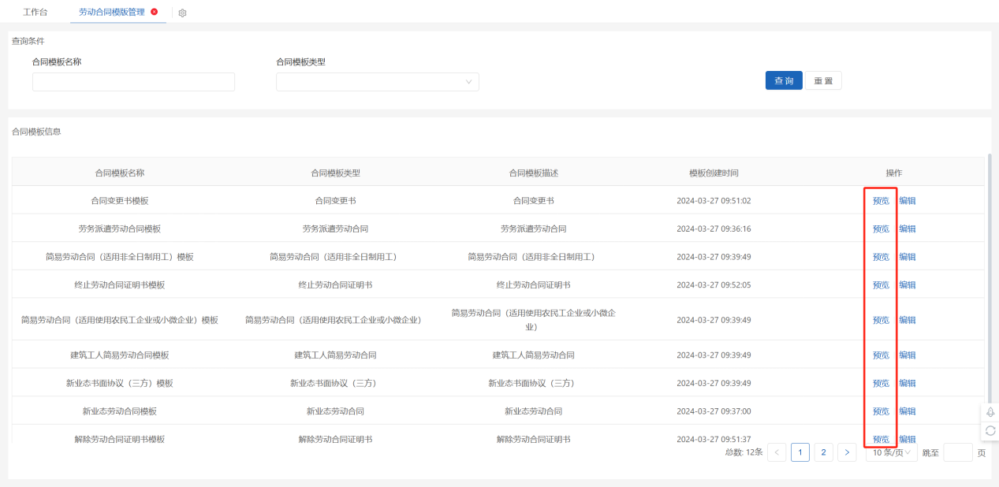 工作台 劳动合同模版管理
查询条件
合同模板名称 合同模板类型
查 询 重 置
合同模板信息
合同模板名称 合同模板类型 合同模板描述 模板创建时间 操作
合同变更书模板 合同变更书 合同变更书 2024-03-27 09:51:02 预览 编辑
劳务派遣劳动合同模板 劳务派遣劳动合同 劳务派遣劳动合同 2024-03-27 09:36:16 预览 编辑
简易劳动合同（适用非全日制用工）模板 简易劳动合同（适用非全日制用工） 简易劳动合同（适用非全日制用工） 2024-03-27 09:39:49 预览 编辑
终止劳动合同证明书模板 终止劳动合同证明书 终止劳动合同证明书 2024-03-27 09:52:05 预览 编辑
简易劳动合同（适用使用农民工企业或小微企业）模板 简易劳动合同（适用使用农民工企业或小微企业） 简易劳动合同（适用使用农民工企业或小微企 2024-03-27 09:39:49 预览 编辑
业）
建筑工人简易劳动合同模板 建筑工人简易劳动合同 建筑工人简易劳动合同 2024-03-27 09:39:49 预览 编辑
新业态书面协议（三方）模板 新业态书面协议（三方） 新业态书面协议（三方） 2024-03-27 09:39:49 预览 编辑
新业态劳动合同模板 新业态劳动合同 新业态劳动合同 2024-03-27 09:37:00 预览 编辑
解除劳动合同证明书模板 解除劳动合同证明书 解除劳动合同证明书 2024-03-27 09:51:37 预览 编辑
总数: 12条 < 1 2 > 10 条/页 跳至 页